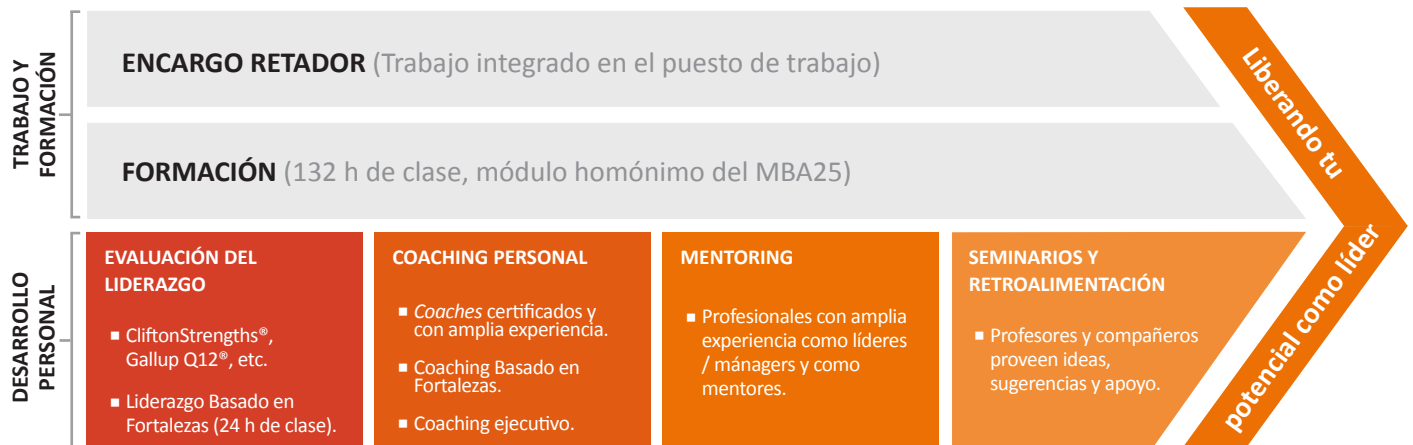 TRABAJO Y
FORMACIÓN
ENCARGO RETADOR (Trabajo integrado en el puesto de trabajo)
FORMACIÓN (132 h de clase, módulo homónimo del MBA25)
DESARROLLO
PERSONAL
EVALUACIÓN DEL
LIDERAZGO
▪ CliftonStrengths®,
Gallup Q12®, etc.
▪ Liderazgo Basado en
Fortalezas (24 h de clase).
COACHING PERSONAL
▪ Coaches certificados y
con amplia experiencia.
▪ Coaching Basado en
Fortalezas.
▪ Coaching ejecutivo.
MENTORING
▪ Profesionales con amplia
experiencia como líderes
/ mánagers y como
mentores.
SEMINARIOS Y
RETROALIMENTACIÓN
▪ Profesores y compañeros
proveen ideas,
sugerencias y apoyo.
Liberando tu
potencial como líder